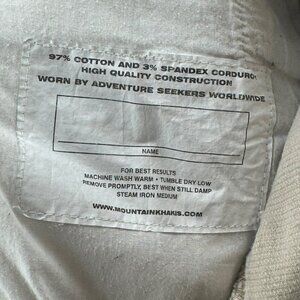 97% COTTON AND 3% SPANDEX CORDUROY
HIGH QUALITY CONSTRUCTION
WORN BY ADVENTURE SEEKERS WORLDWIDE
NAME
FOR BEST RESULTS
MACHINE WASH WARM • TUMBLE DRY-LOW
REMOVE PROMPTLY, BEST WHEN STILL DAMP
STEAM IRON MEDIUM
WWW.MOUNTAINKHAKIS.COM